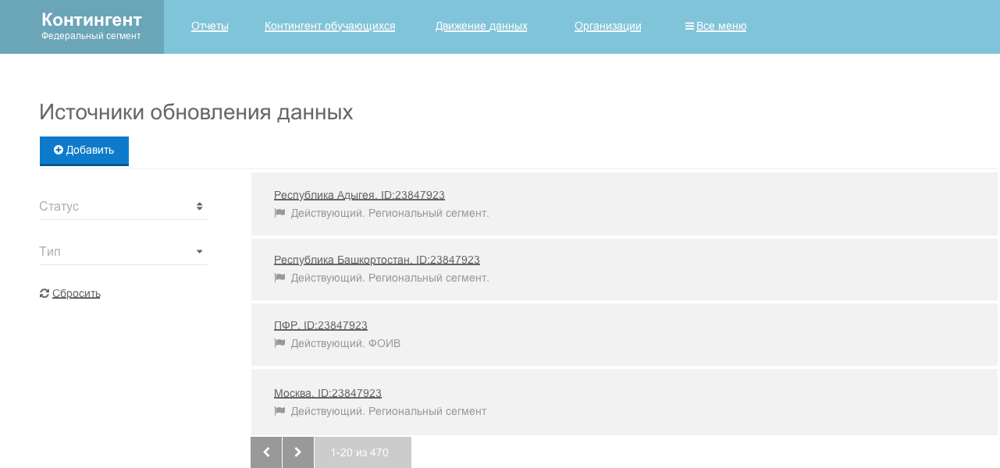 Контингент
Федеральный сегмент
Отчеты
Контингент обучающихся
Движение данных
Организации
Все меню
Источники обновления данных
Добавить
Статус
Тип
Сбросить
Республика Адыгея. ID:23847923
Действующий. Региональный сегмент.
Республика Башкортостан. ID:23847923
Действующий. Региональный сегмент.
ПФР. ID:23847923
Действующий. ФОИВ
Москва. ID:23847923
Действующий. Региональный сегмент
1-20 из 470